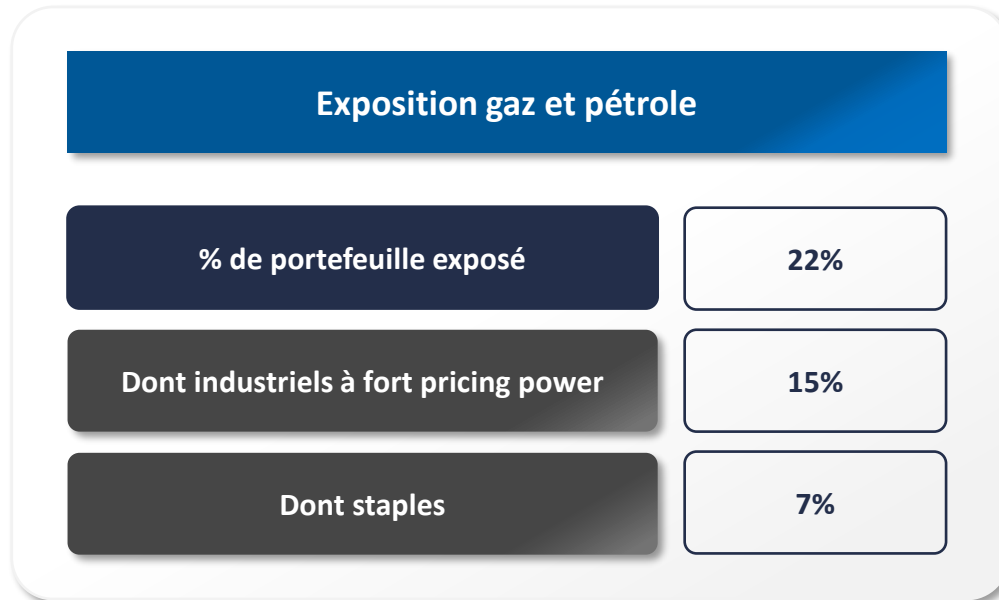 Exposition gaz et pétrole
% de portefeuille exposé
22%
Dont industriels à fort pricing power
15%
Dont staples
7%